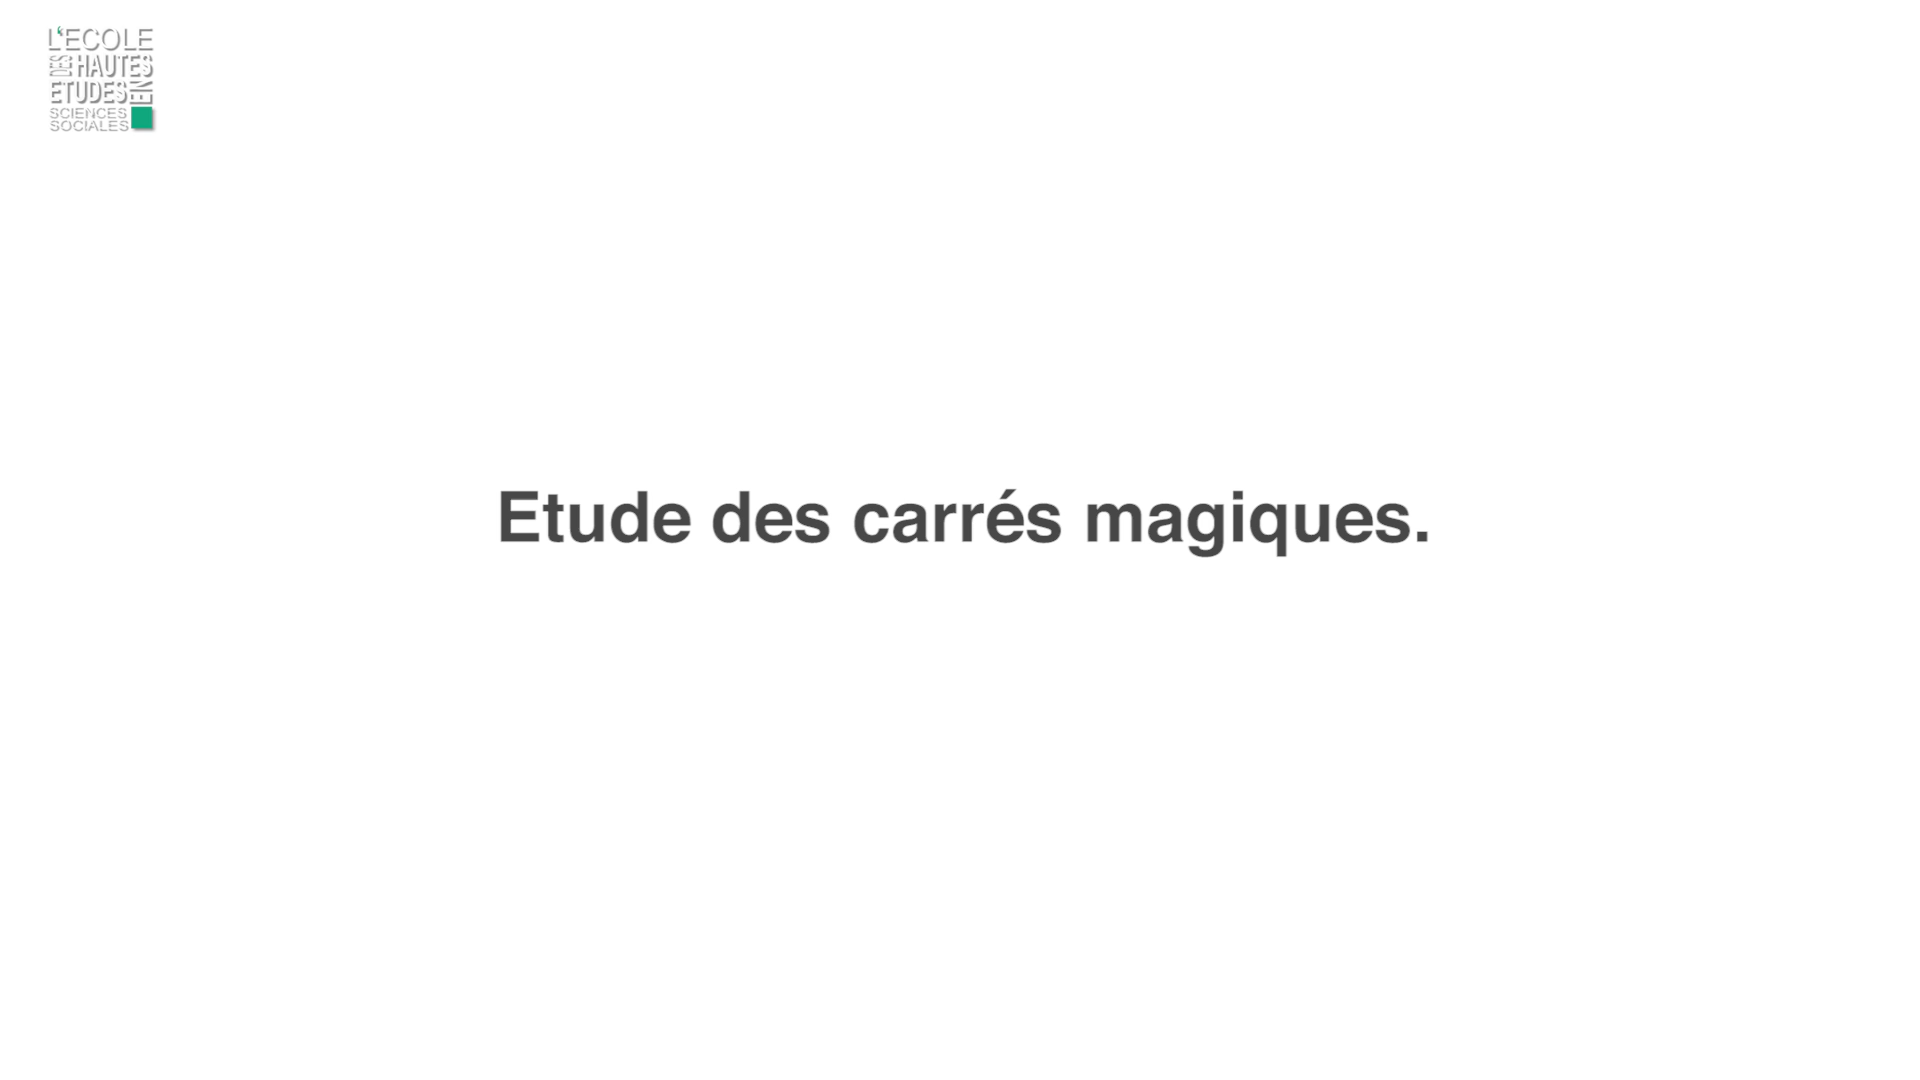 L'ECOLE
DES HAUTES
ETUDES EN
SCIENCES
SOCIALES
Etude des carrés magiques.